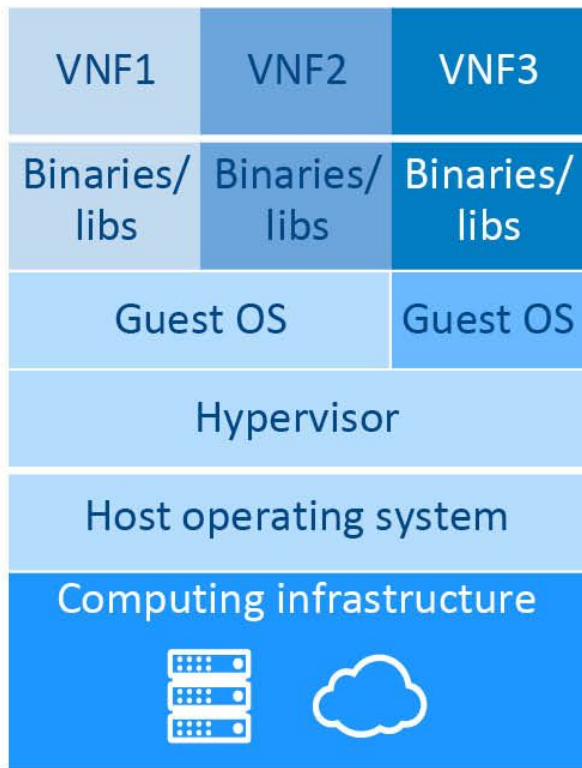 VNF1 VNF2 VNF3
Binaries/ Binaries/ Binaries/
libs libs libs
Guest OS Guest OS
Hypervisor
Host operating system
Computing infrastructure